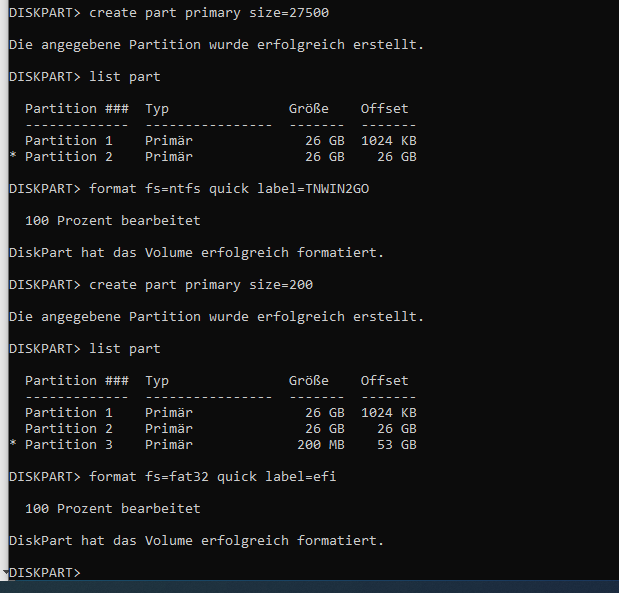 DISKPART> create part primary size=27500
Die angegebene Partition wurde erfolgreich erstellt.
DISKPART> list part
  Partition ###  Typ               Größe    Offset
  -------------  ----------------  -------  -------
  Partition 1    Primär              26 GB  1024 KB
* Partition 2    Primär              26 GB    26 GB
DISKPART> format fs=ntfs quick label=TNWIN2GO
  100 Prozent bearbeitet
DiskPart hat das Volume erfolgreich formatiert.
DISKPART> create part primary size=200
Die angegebene Partition wurde erfolgreich erstellt.
DISKPART> list part
  Partition ###  Typ               Größe    Offset
  -------------  ----------------  -------  -------
  Partition 1    Primär              26 GB  1024 KB
  Partition 2    Primär              26 GB    26 GB
* Partition 3    Primär             200 MB    53 GB
DISKPART> format fs=fat32 quick label=efi
  100 Prozent bearbeitet
DiskPart hat das Volume erfolgreich formatiert.
DISKPART>